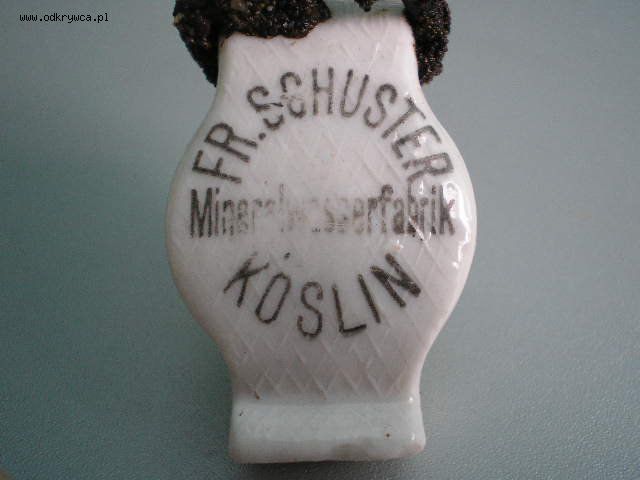 www.odkrywca.pl
FR. SCHUSTER
Mineralwasserfabrik
KÖSLIN